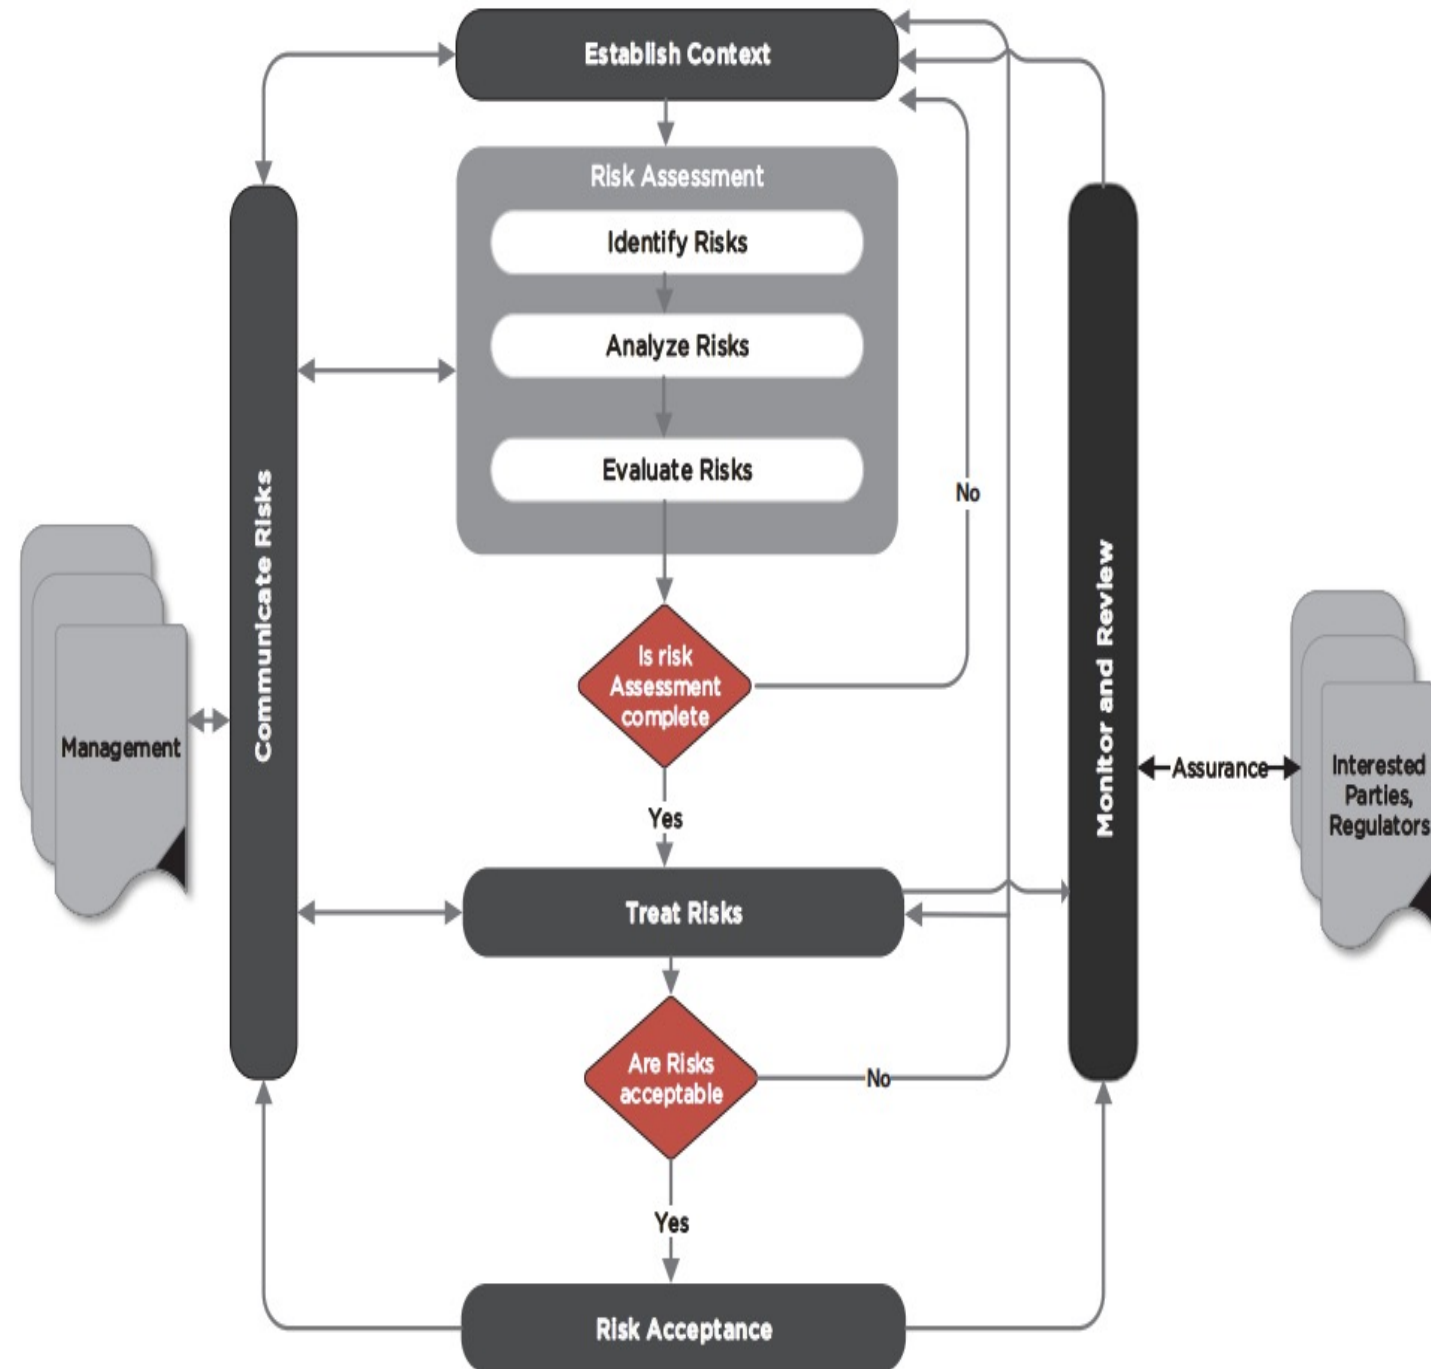 Establish Context
Risk Assessment
Identify Risks
Analyze Risks
Evaluate Risks
No
Communicate Risks
Monitor and Review
Is risk
Assessment
complete
Management
Assurance
Interested
Parties,
Regulators
Yes
Treat Risks
Are Risks
acceptable
No
Yes
Risk Acceptance